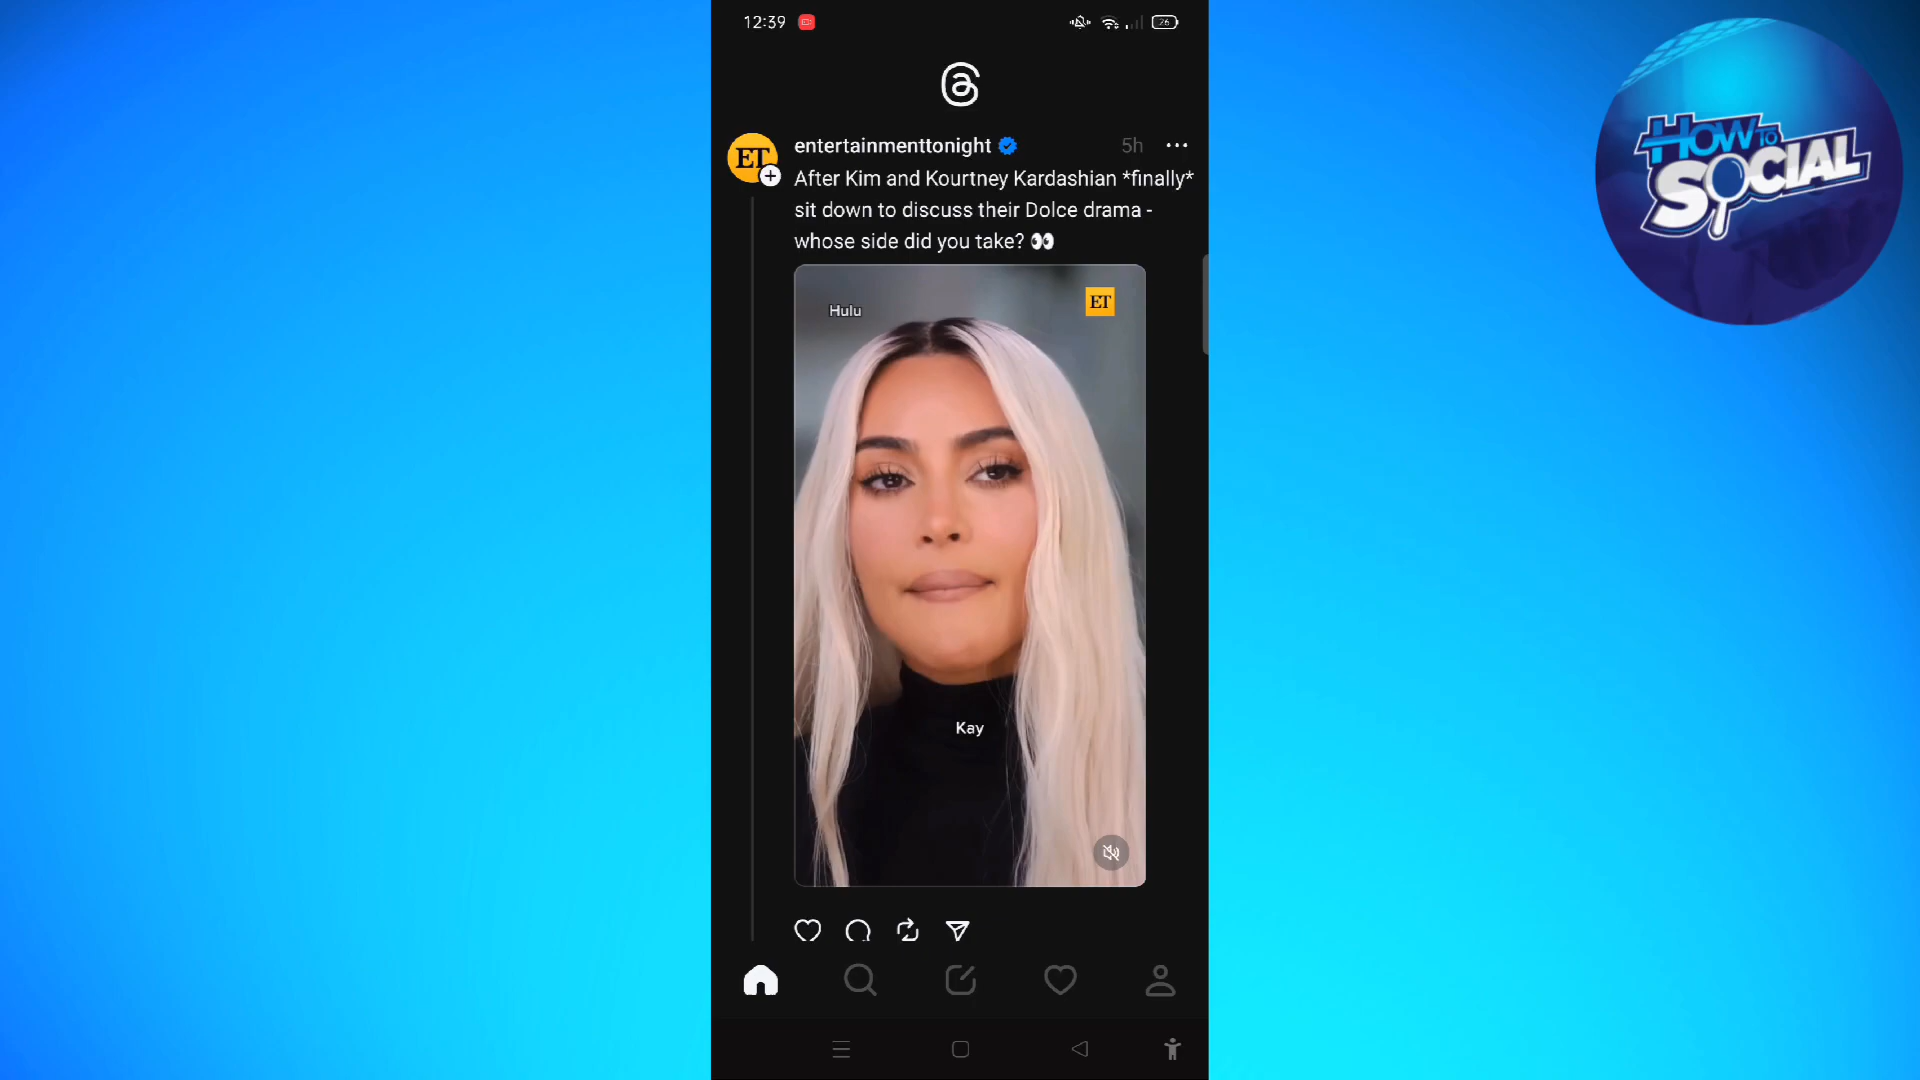 12:39
26
HOW TO
SOCIAL
ET
entertainmenttonight
5h
After Kim and Kourtney Kardashian *finally*
sit down to discuss their Dolce drama -
whose side did you take? 👀
Hulu
ET
Kay